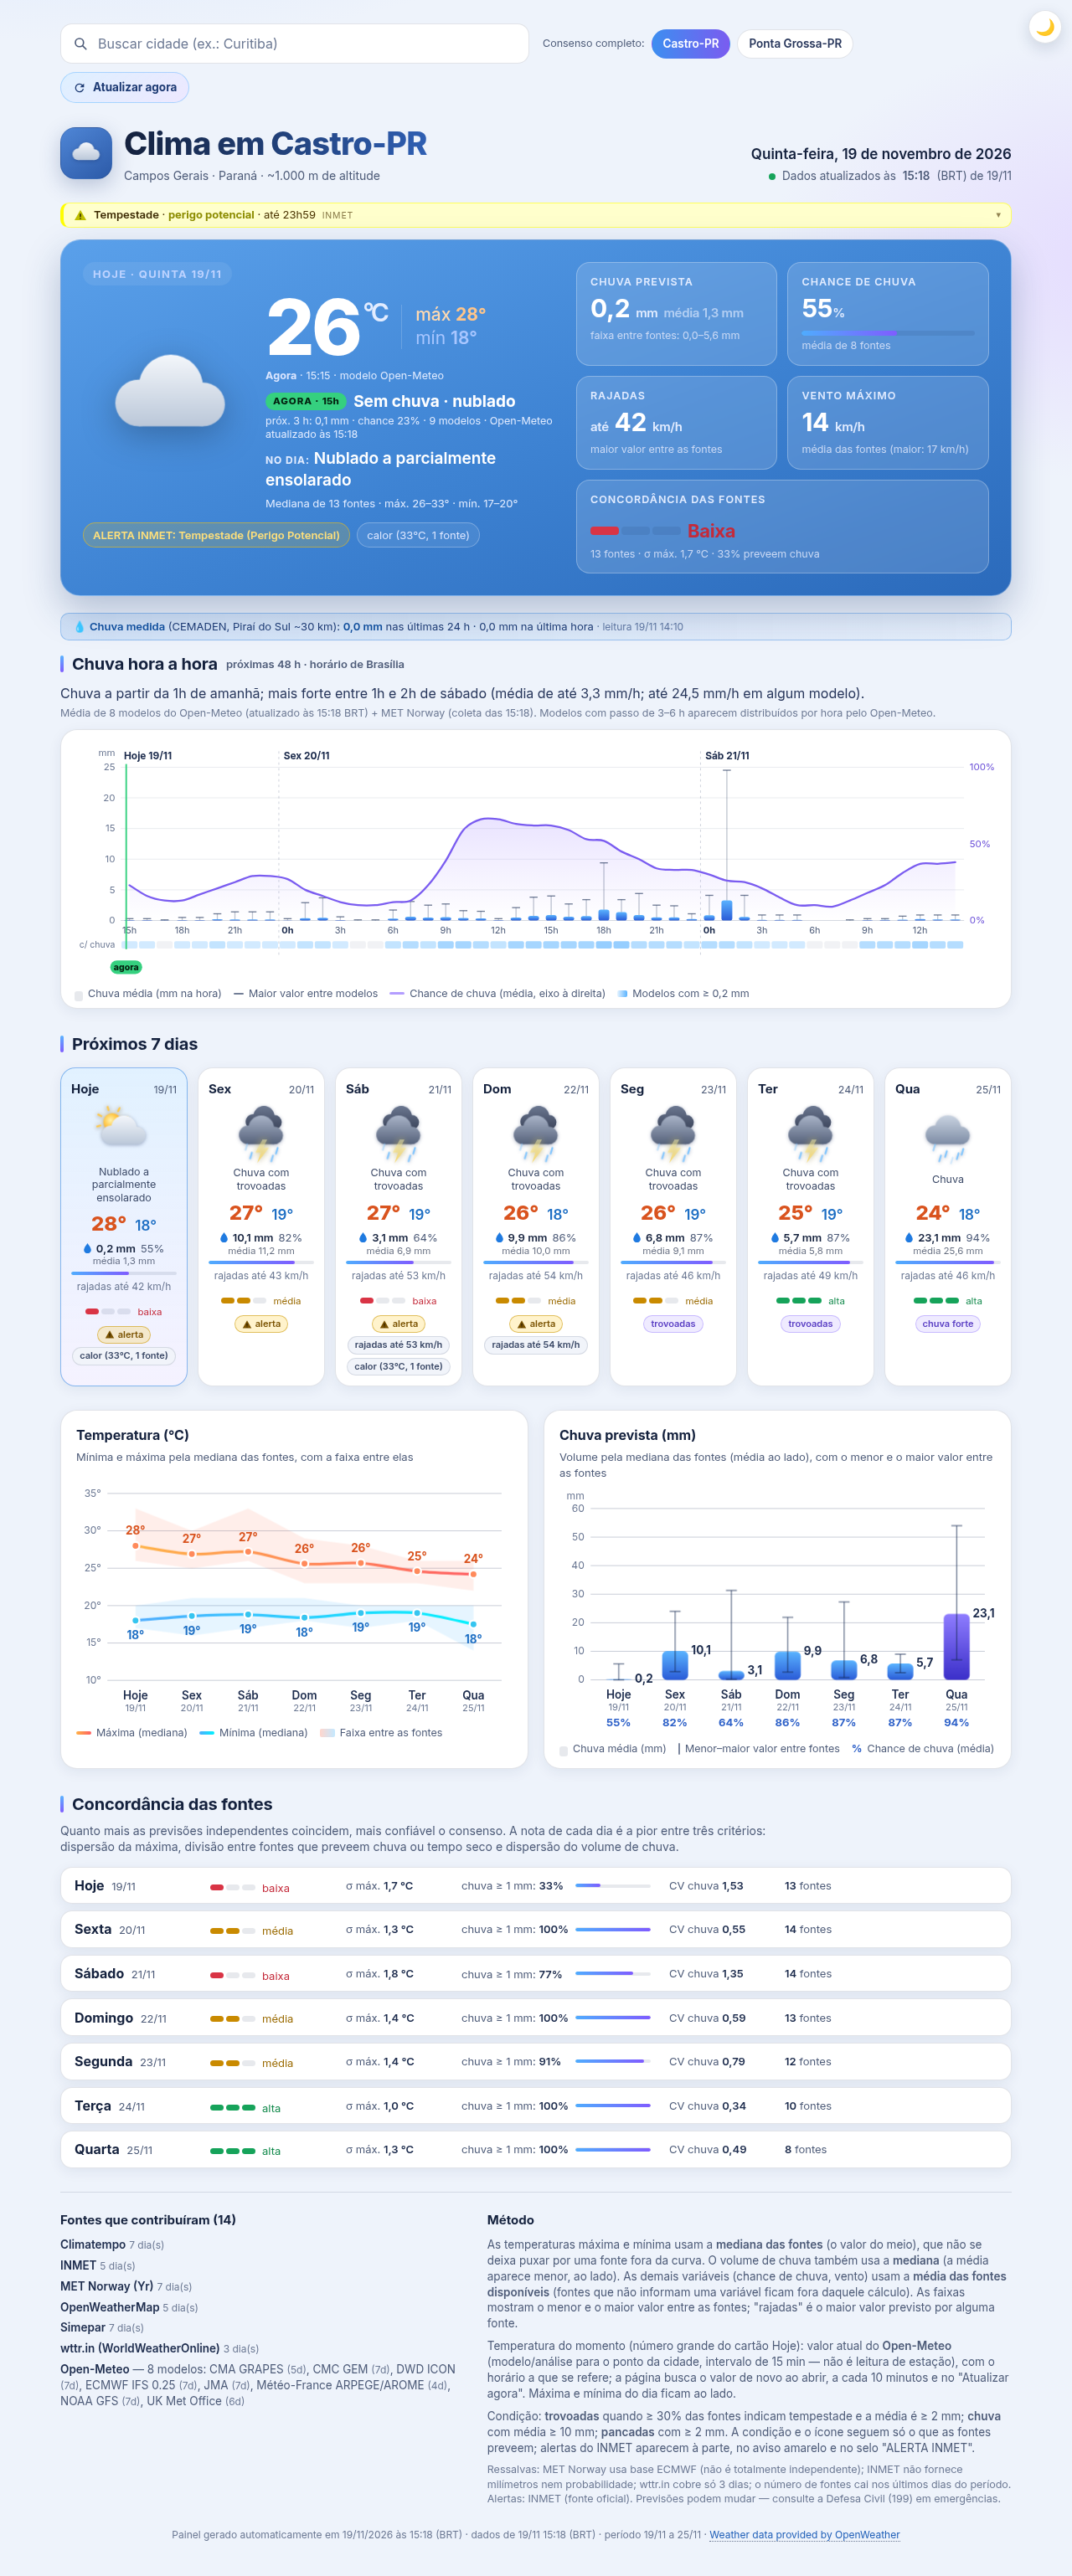 Buscar cidade (ex.: Curitiba)
Consenso completo: Castro-PR Ponta Grossa-PR
Atualizar agora
Clima em Castro-PR
Campos Gerais · Paraná · ~1.000 m de altitude
Quinta-feira, 19 de novembro de 2026
Dados atualizados às 15:18 (BRT) de 19/11
Tempestade · perigo potencial · até 23h59 INMET
HOJE · QUINTA 19/11
26°C
máx 28°
mín 18°
Agora · 15:15 · modelo Open-Meteo
AGORA · 15h Sem chuva · nublado
próx. 3 h: 0,1 mm · chance 23% · 9 modelos · Open-Meteo
atualizado às 15:18
NO DIA: Nublado a parcialmente
ensolarado
Mediana de 13 fontes · máx. 26–33° · mín. 17–20°
ALERTA INMET: Tempestade (Perigo Potencial)
calor (33°C, 1 fonte)
CHUVA PREVISTA
0,2 mm média 1,3 mm
faixa entre fontes: 0,0–5,6 mm
CHANCE DE CHUVA
55%
média de 8 fontes
RAJADAS
até 42 km/h
maior valor entre as fontes
VENTO MÁXIMO
14 km/h
média das fontes (maior: 17 km/h)
CONCORDÂNCIA DAS FONTES
Baixa
13 fontes · σ máx. 1,7 °C · 33% preveem chuva
Chuva medida (CEMADEN, Piraí do Sul ~30 km): 0,0 mm nas últimas 24 h · 0,0 mm na última hora · leitura 19/11 14:10
Chuva hora a hora próximas 48 h · horário de Brasília
Chuva a partir da 1h de amanhã; mais forte entre 1h e 2h de sábado (média de até 3,3 mm/h; até 24,5 mm/h em algum modelo).
Média de 8 modelos do Open-Meteo (atualizado às 15:18 BRT) + MET Norway (coleta das 15:18). Modelos com passo de 3–6 h aparecem distribuídos por hora pelo Open-Meteo.
mm Hoje 19/11 Sex 20/11 Sáb 21/11
25 100%
20
15
50%
10
5
0 0%
15h 18h 21h 0h 3h 6h 9h 12h 15h 18h 21h 0h 3h 6h 9h 12h
c/ chuva
agora
Chuva média (mm na hora) Maior valor entre modelos Chance de chuva (média, eixo à direita) Modelos com ≥ 0,2 mm
Próximos 7 dias
Hoje 19/11
Nublado a
parcialmente
ensolarado
28° 18°
0,2 mm 55%
média 1,3 mm
rajadas até 42 km/h
baixa
alerta
calor (33°C, 1 fonte)
Sex 20/11
Chuva com
trovoadas
27° 19°
10,1 mm 82%
média 11,2 mm
rajadas até 43 km/h
média
alerta
Sáb 21/11
Chuva com
trovoadas
27° 19°
3,1 mm 64%
média 6,9 mm
rajadas até 53 km/h
baixa
alerta
rajadas até 53 km/h
calor (33°C, 1 fonte)
Dom 22/11
Chuva com
trovoadas
26° 18°
9,9 mm 86%
média 10,0 mm
rajadas até 54 km/h
média
alerta
rajadas até 54 km/h
Seg 23/11
Chuva com
trovoadas
26° 19°
6,8 mm 87%
média 9,1 mm
rajadas até 46 km/h
média
trovoadas
Ter 24/11
Chuva com
trovoadas
25° 19°
5,7 mm 87%
média 5,8 mm
rajadas até 49 km/h
alta
trovoadas
Qua 25/11
Chuva
24° 18°
23,1 mm 94%
média 25,6 mm
rajadas até 46 km/h
alta
chuva forte
Temperatura (°C)
Mínima e máxima pela mediana das fontes, com a faixa entre elas
35°
30°
25°
20°
15°
10°
28° 27° 27° 26° 26° 25° 24°
18° 19° 19° 18° 19° 19° 18°
Hoje Sex Sáb Dom Seg Ter Qua
19/11 20/11 21/11 22/11 23/11 24/11 25/11
Máxima (mediana) Mínima (mediana) Faixa entre as fontes
Chuva prevista (mm)
Volume pela mediana das fontes (média ao lado), com o menor e o maior valor entre
as fontes
mm
60
50
40
30
20
10
0
0,2 10,1 3,1 9,9 6,8 5,7 23,1
Hoje Sex Sáb Dom Seg Ter Qua
19/11 20/11 21/11 22/11 23/11 24/11 25/11
55% 82% 64% 86% 87% 87% 94%
Chuva média (mm) Menor–maior valor entre fontes % Chance de chuva (média)
Concordância das fontes
Quanto mais as previsões independentes coincidem, mais confiável o consenso. A nota de cada dia é a pior entre três critérios:
dispersão da máxima, divisão entre fontes que preveem chuva ou tempo seco e dispersão do volume de chuva.
Hoje 19/11 baixa σ máx. 1,7 °C chuva ≥ 1 mm: 33% CV chuva 1,53 13 fontes
Sexta 20/11 média σ máx. 1,3 °C chuva ≥ 1 mm: 100% CV chuva 0,55 14 fontes
Sábado 21/11 baixa σ máx. 1,8 °C chuva ≥ 1 mm: 77% CV chuva 1,35 14 fontes
Domingo 22/11 média σ máx. 1,4 °C chuva ≥ 1 mm: 100% CV chuva 0,59 13 fontes
Segunda 23/11 média σ máx. 1,4 °C chuva ≥ 1 mm: 91% CV chuva 0,79 12 fontes
Terça 24/11 alta σ máx. 1,0 °C chuva ≥ 1 mm: 100% CV chuva 0,34 10 fontes
Quarta 25/11 alta σ máx. 1,3 °C chuva ≥ 1 mm: 100% CV chuva 0,49 8 fontes
Fontes que contribuíram (14)
Climatempo 7 dia(s)
INMET 5 dia(s)
MET Norway (Yr) 7 dia(s)
OpenWeatherMap 5 dia(s)
Simepar 7 dia(s)
wttr.in (WorldWeatherOnline) 3 dia(s)
Open-Meteo — 8 modelos: CMA GRAPES (5d), CMC GEM (7d), DWD ICON
(7d), ECMWF IFS 0.25 (7d), JMA (7d), Météo-France ARPEGE/AROME (4d),
NOAA GFS (7d), UK Met Office (6d)
Método
As temperaturas máxima e mínima usam a mediana das fontes (o valor do meio), que não se
deixa puxar por uma fonte fora da curva. O volume de chuva também usa a mediana (a média
aparece menor, ao lado). As demais variáveis (chance de chuva, vento) usam a média das fontes
disponíveis (fontes que não informam uma variável ficam fora daquele cálculo). As faixas
mostram o menor e o maior valor entre as fontes; "rajadas" é o maior valor previsto por alguma
fonte.
Temperatura do momento (número grande do cartão Hoje): valor atual do Open-Meteo
(modelo/análise para o ponto da cidade, intervalo de 15 min — não é leitura de estação), com o
horário a que se refere; a página busca o valor de novo ao abrir, a cada 10 minutos e no "Atualizar
agora". Máxima e mínima do dia ficam ao lado.
Condição: trovoadas quando ≥ 30% das fontes indicam tempestade e a média é ≥ 2 mm; chuva
com média ≥ 10 mm; pancadas com ≥ 2 mm. A condição e o ícone seguem só o que as fontes
preveem; alertas do INMET aparecem à parte, no aviso amarelo e no selo "ALERTA INMET".
Ressalvas: MET Norway usa base ECMWF (não é totalmente independente); INMET não fornece
milímetros nem probabilidade; wttr.in cobre só 3 dias; o número de fontes cai nos últimos dias do período.
Alertas: INMET (fonte oficial). Previsões podem mudar — consulte a Defesa Civil (199) em emergências.
Painel gerado automaticamente em 19/11/2026 às 15:18 (BRT) · dados de 19/11 15:18 (BRT) · período 19/11 a 25/11 · Weather data provided by OpenWeather